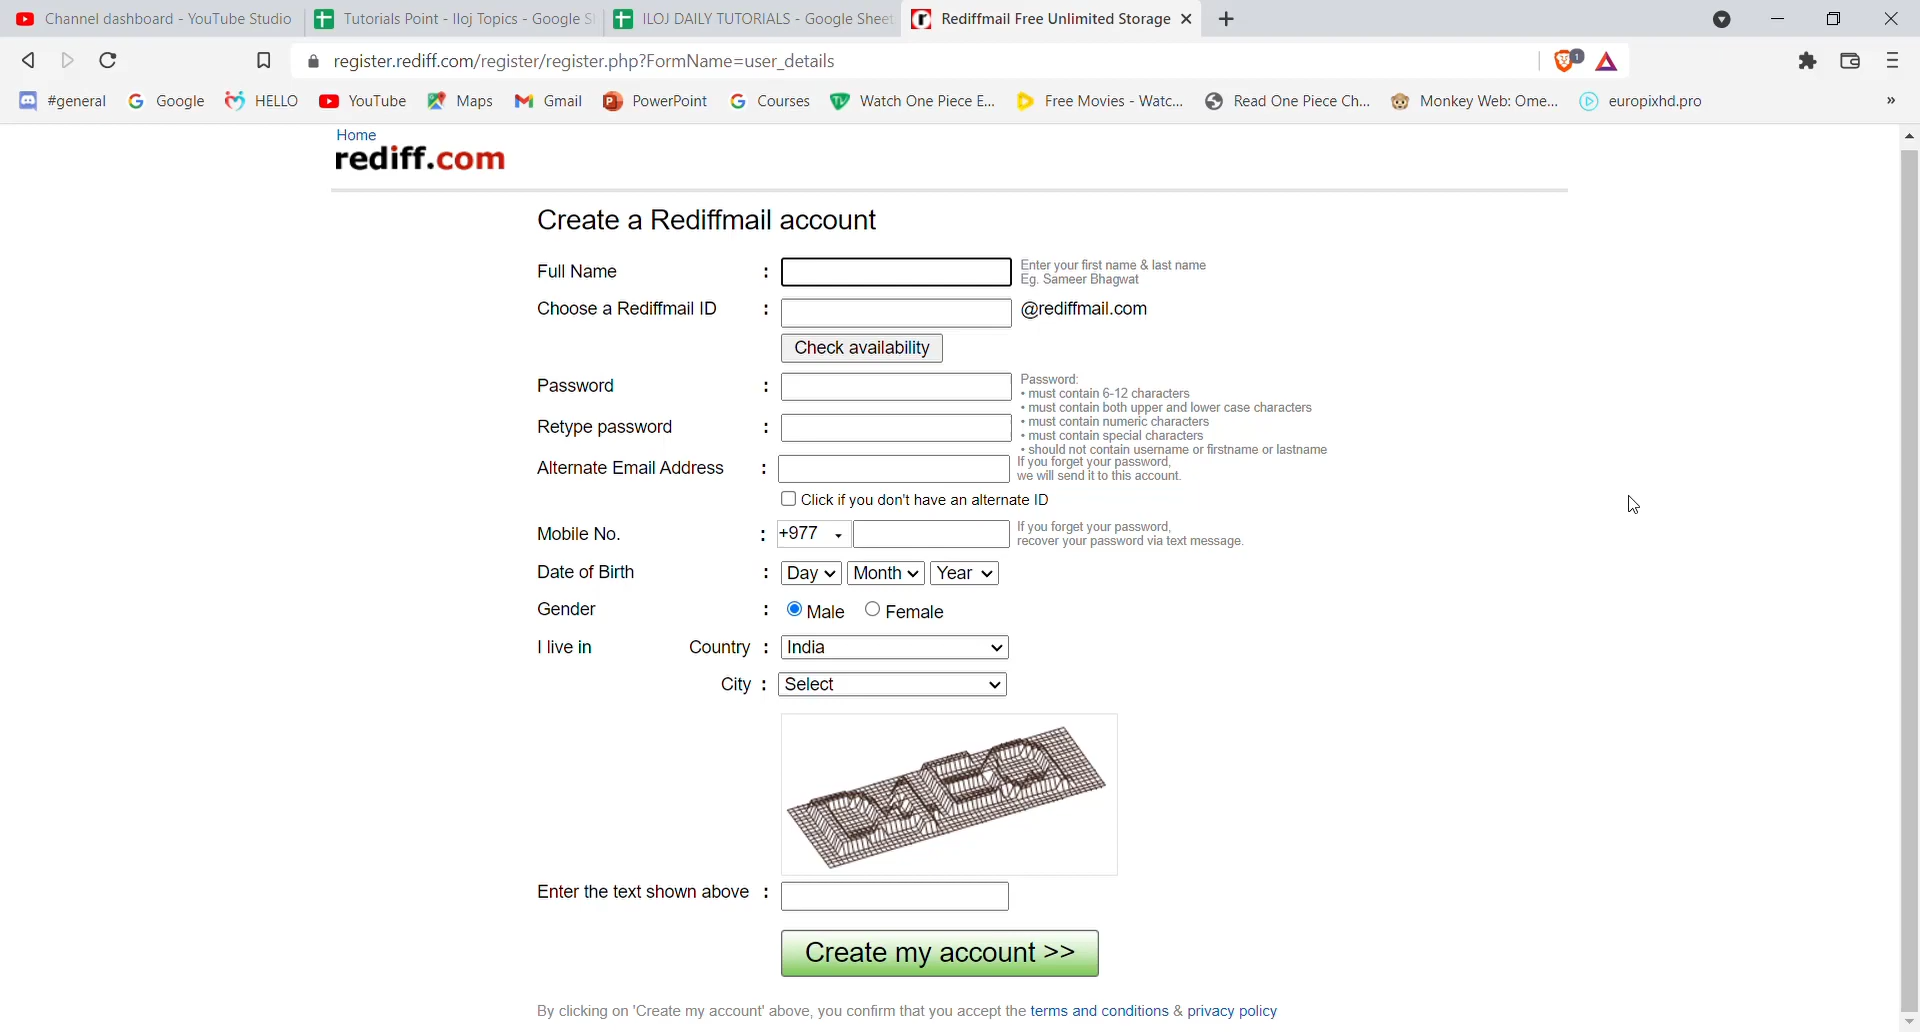 Channel dashboard - YouTube Studio
Tutorials Point - Iloj Topics - Google S
ILOJ DAILY TUTORIALS - Google Sheet
Rediffmail Free Unlimited Storage
register.rediff.com/register/register.php?FormName=user_details
1
#general
Google
HELLO
YouTube
Maps
Gmail
PowerPoint
Courses
Watch One Piece E...
Free Movies - Watc...
Read One Piece Ch...
Monkey Web: Ome...
europixhd.pro
»
Home
rediff.com
Create a Rediffmail account
Full Name :
Enter your first name & last name
Eg. Sameer Bhagwat
Choose a Rediffmail ID : @rediffmail.com
Check availability
Password :
Password:
• must contain 6-12 characters
• must contain both upper and lower case characters
• must contain numeric characters
Retype password :
• must contain special characters
• should not contain username or firstname or lastname
Alternate Email Address :
If you forget your password,
we will send it to this account.
Click if you don't have an alternate ID
Mobile No. : +977
If you forget your password,
recover your password via text message.
Date of Birth : Day Month Year
Gender : Male Female
I live in Country : India
City : Select
Enter the text shown above :
Create my account >>
By clicking on 'Create my account' above, you confirm that you accept the terms and conditions & privacy policy